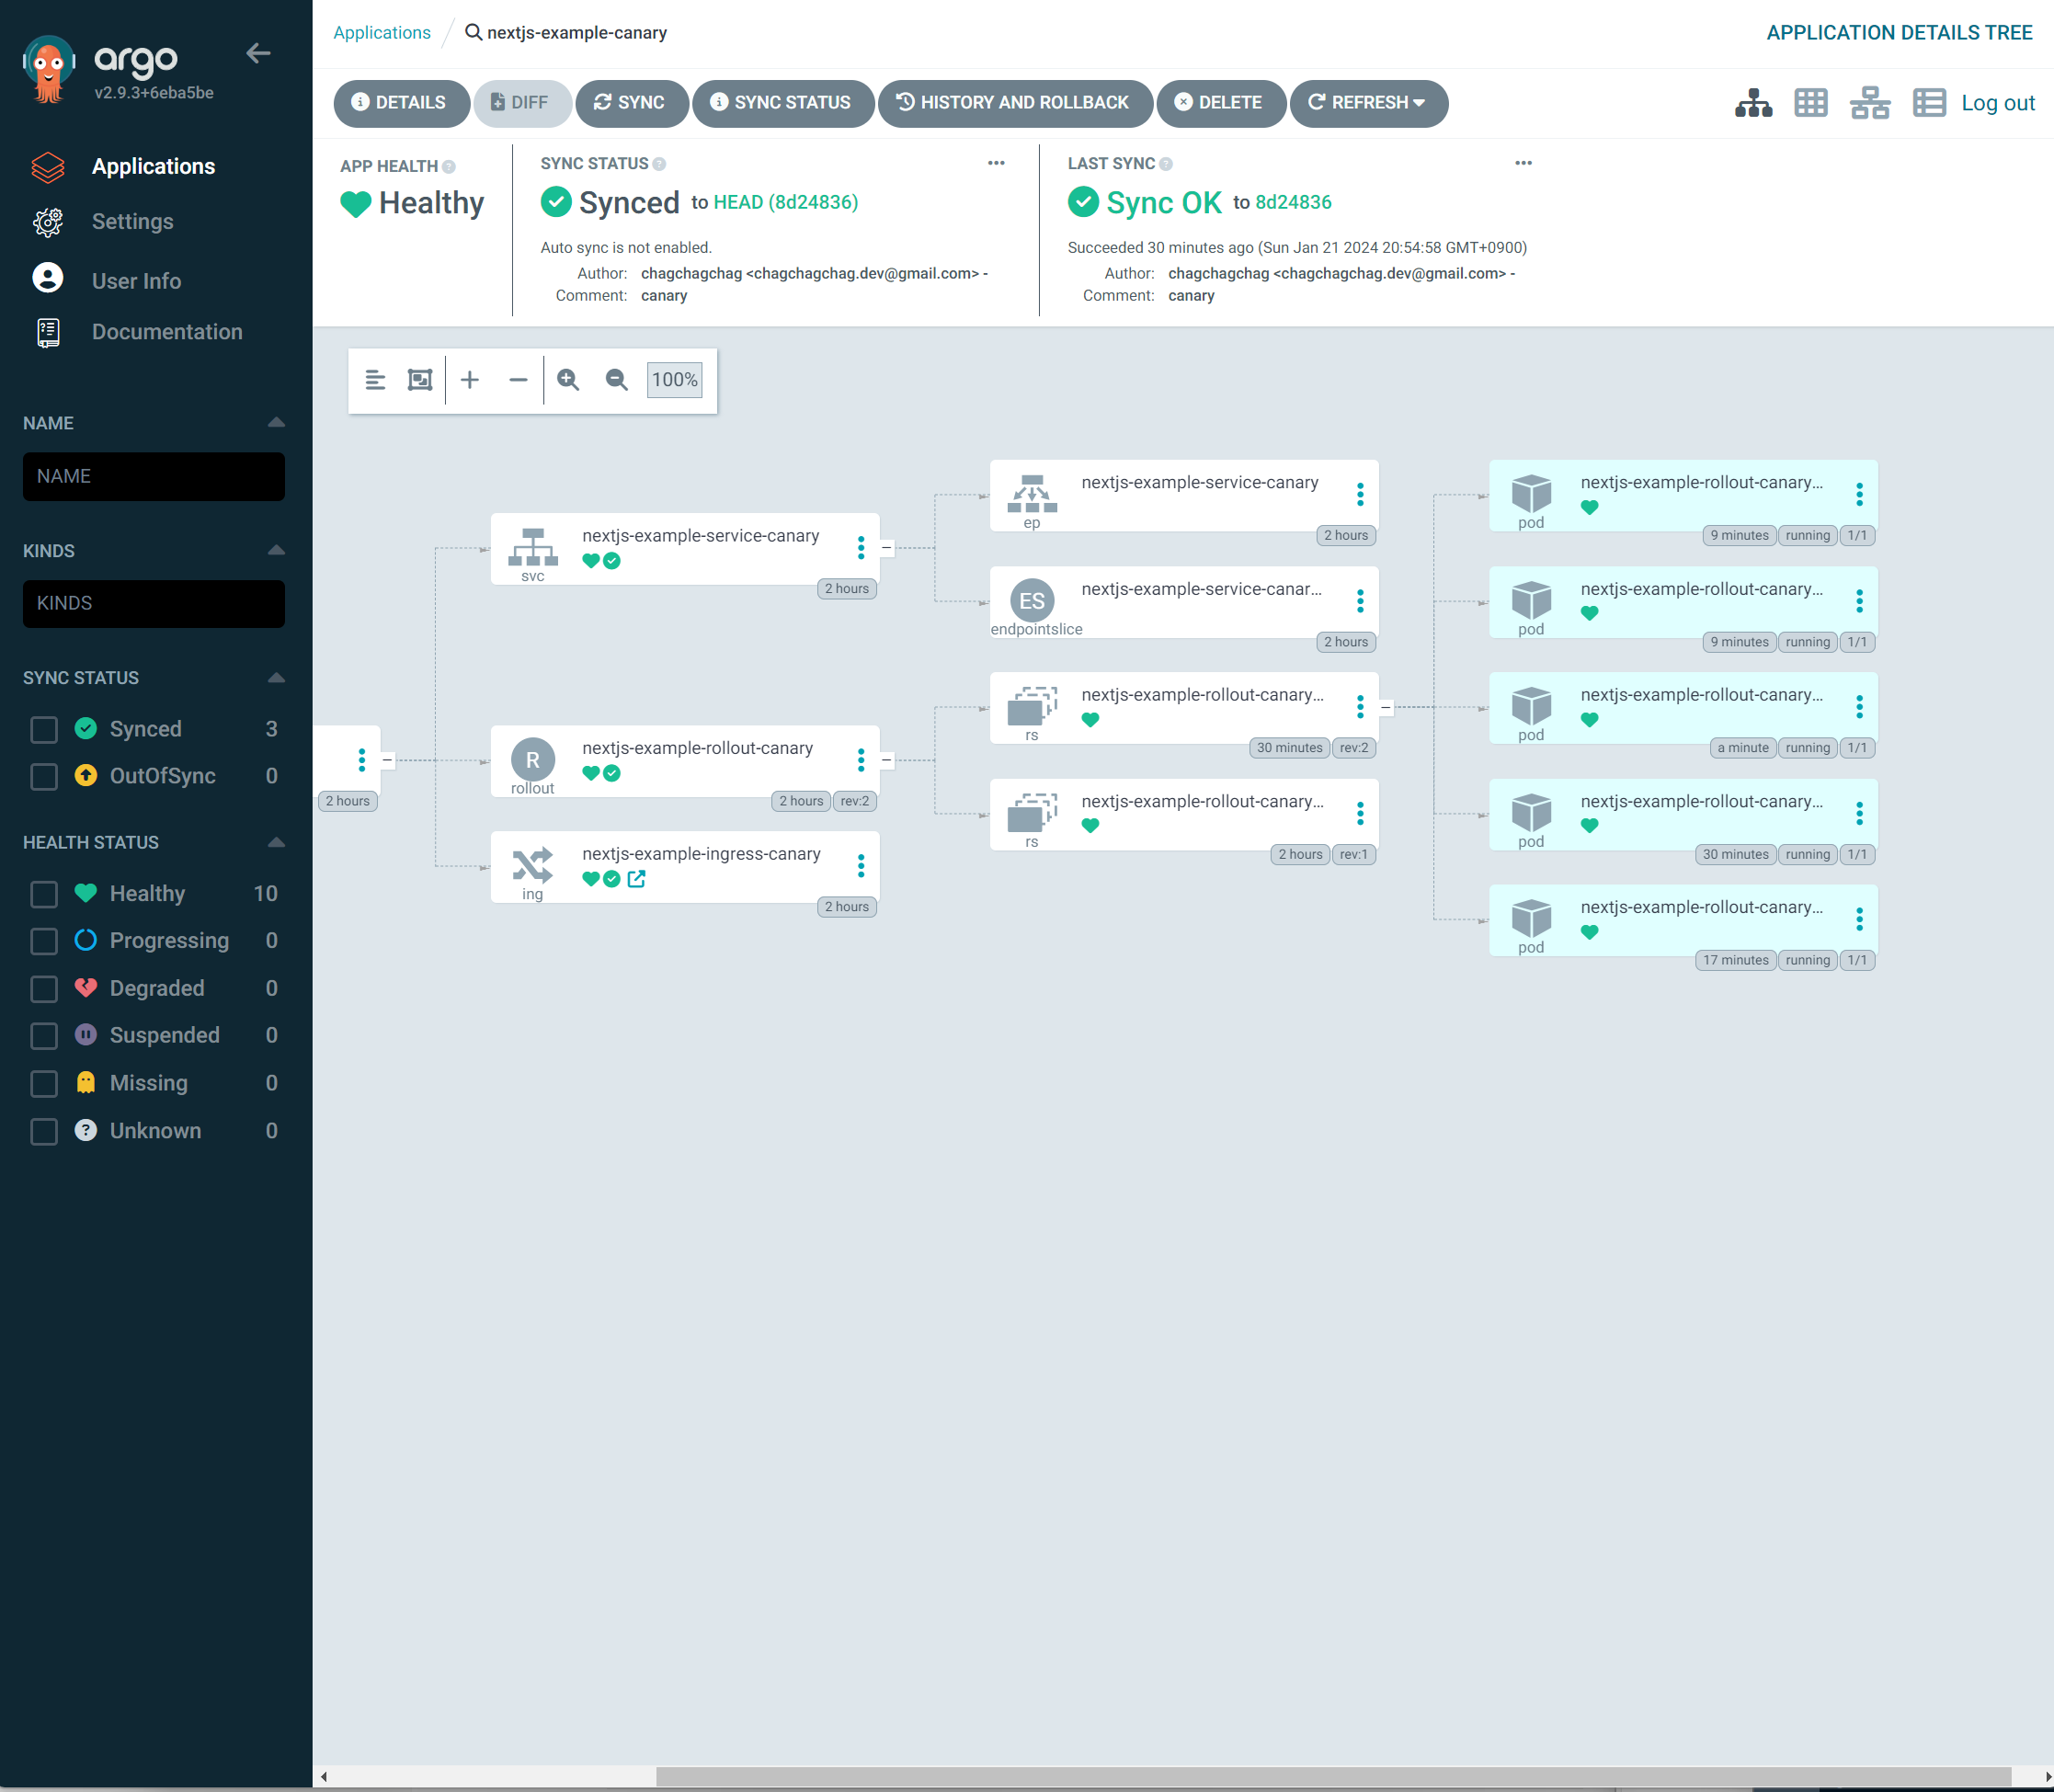 argo
v2.9.3+6eba5be
Applications
Settings
User Info
Documentation
NAME
NAME
KINDS
KINDS
SYNC STATUS
Synced 3
OutOfSync 0
HEALTH STATUS
Healthy 10
Progressing 0
Degraded 0
Suspended 0
Missing 0
Unknown 0
Applications / nextjs-example-canary
APPLICATION DETAILS TREE
DETAILS DIFF SYNC SYNC STATUS HISTORY AND ROLLBACK DELETE REFRESH
Log out
APP HEALTH
Healthy
SYNC STATUS
Synced to HEAD (8d24836)
Auto sync is not enabled.
Author: chagchagchag <chagchagchag.dev@gmail.com> -
Comment: canary
LAST SYNC
Sync OK to 8d24836
Succeeded 30 minutes ago (Sun Jan 21 2024 20:54:58 GMT+0900)
Author: chagchagchag <chagchagchag.dev@gmail.com> -
Comment: canary
100%
2 hours
nextjs-example-service-canary
svc
2 hours
R
nextjs-example-rollout-canary
rollout
2 hours rev:2
nextjs-example-ingress-canary
ing
2 hours
nextjs-example-service-canary
ep
2 hours
ES
nextjs-example-service-canar...
endpointslice
2 hours
nextjs-example-rollout-canary...
rs
30 minutes rev:2
nextjs-example-rollout-canary...
rs
2 hours rev:1
nextjs-example-rollout-canary...
pod
9 minutes running 1/1
nextjs-example-rollout-canary...
pod
9 minutes running 1/1
nextjs-example-rollout-canary...
pod
a minute running 1/1
nextjs-example-rollout-canary...
pod
30 minutes running 1/1
nextjs-example-rollout-canary...
pod
17 minutes running 1/1